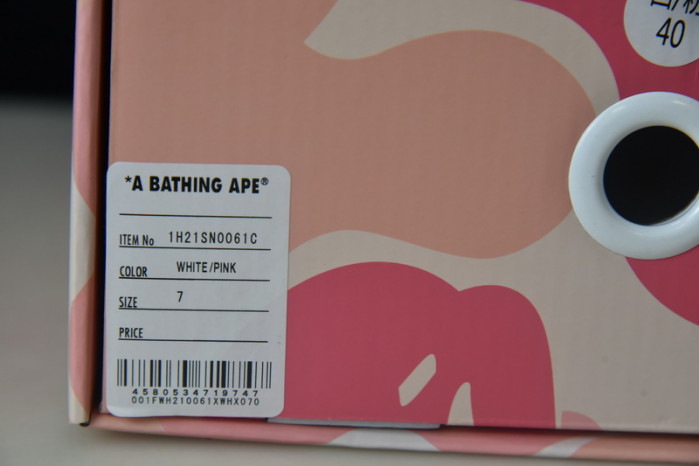 40
*A BATHING APE®
ITEM No 1H21SN0061C
COLOR WHITE/PINK
SIZE 7
PRICE
4580534719747
001FWH210061XWHX070